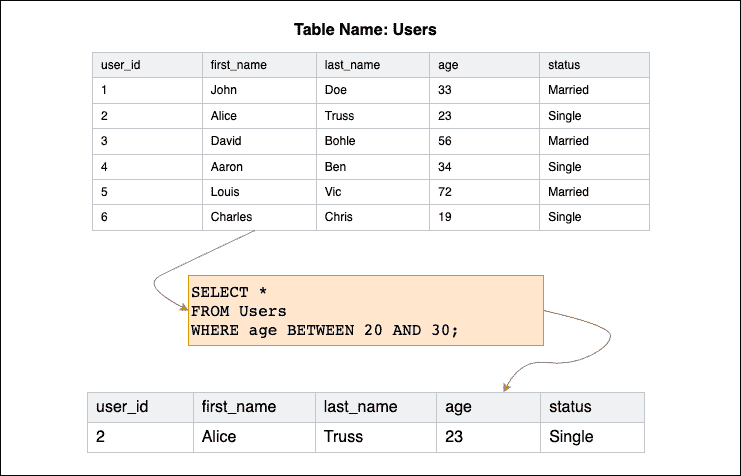 Table Name: Users
user_id first_name last_name age status
1 John Doe 33 Married
2 Alice Truss 23 Single
3 David Bohle 56 Married
4 Aaron Ben 34 Single
5 Louis Vic 72 Married
6 Charles Chris 19 Single
SELECT *
FROM Users
WHERE age BETWEEN 20 AND 30;
user_id first_name last_name age status
2 Alice Truss 23 Single